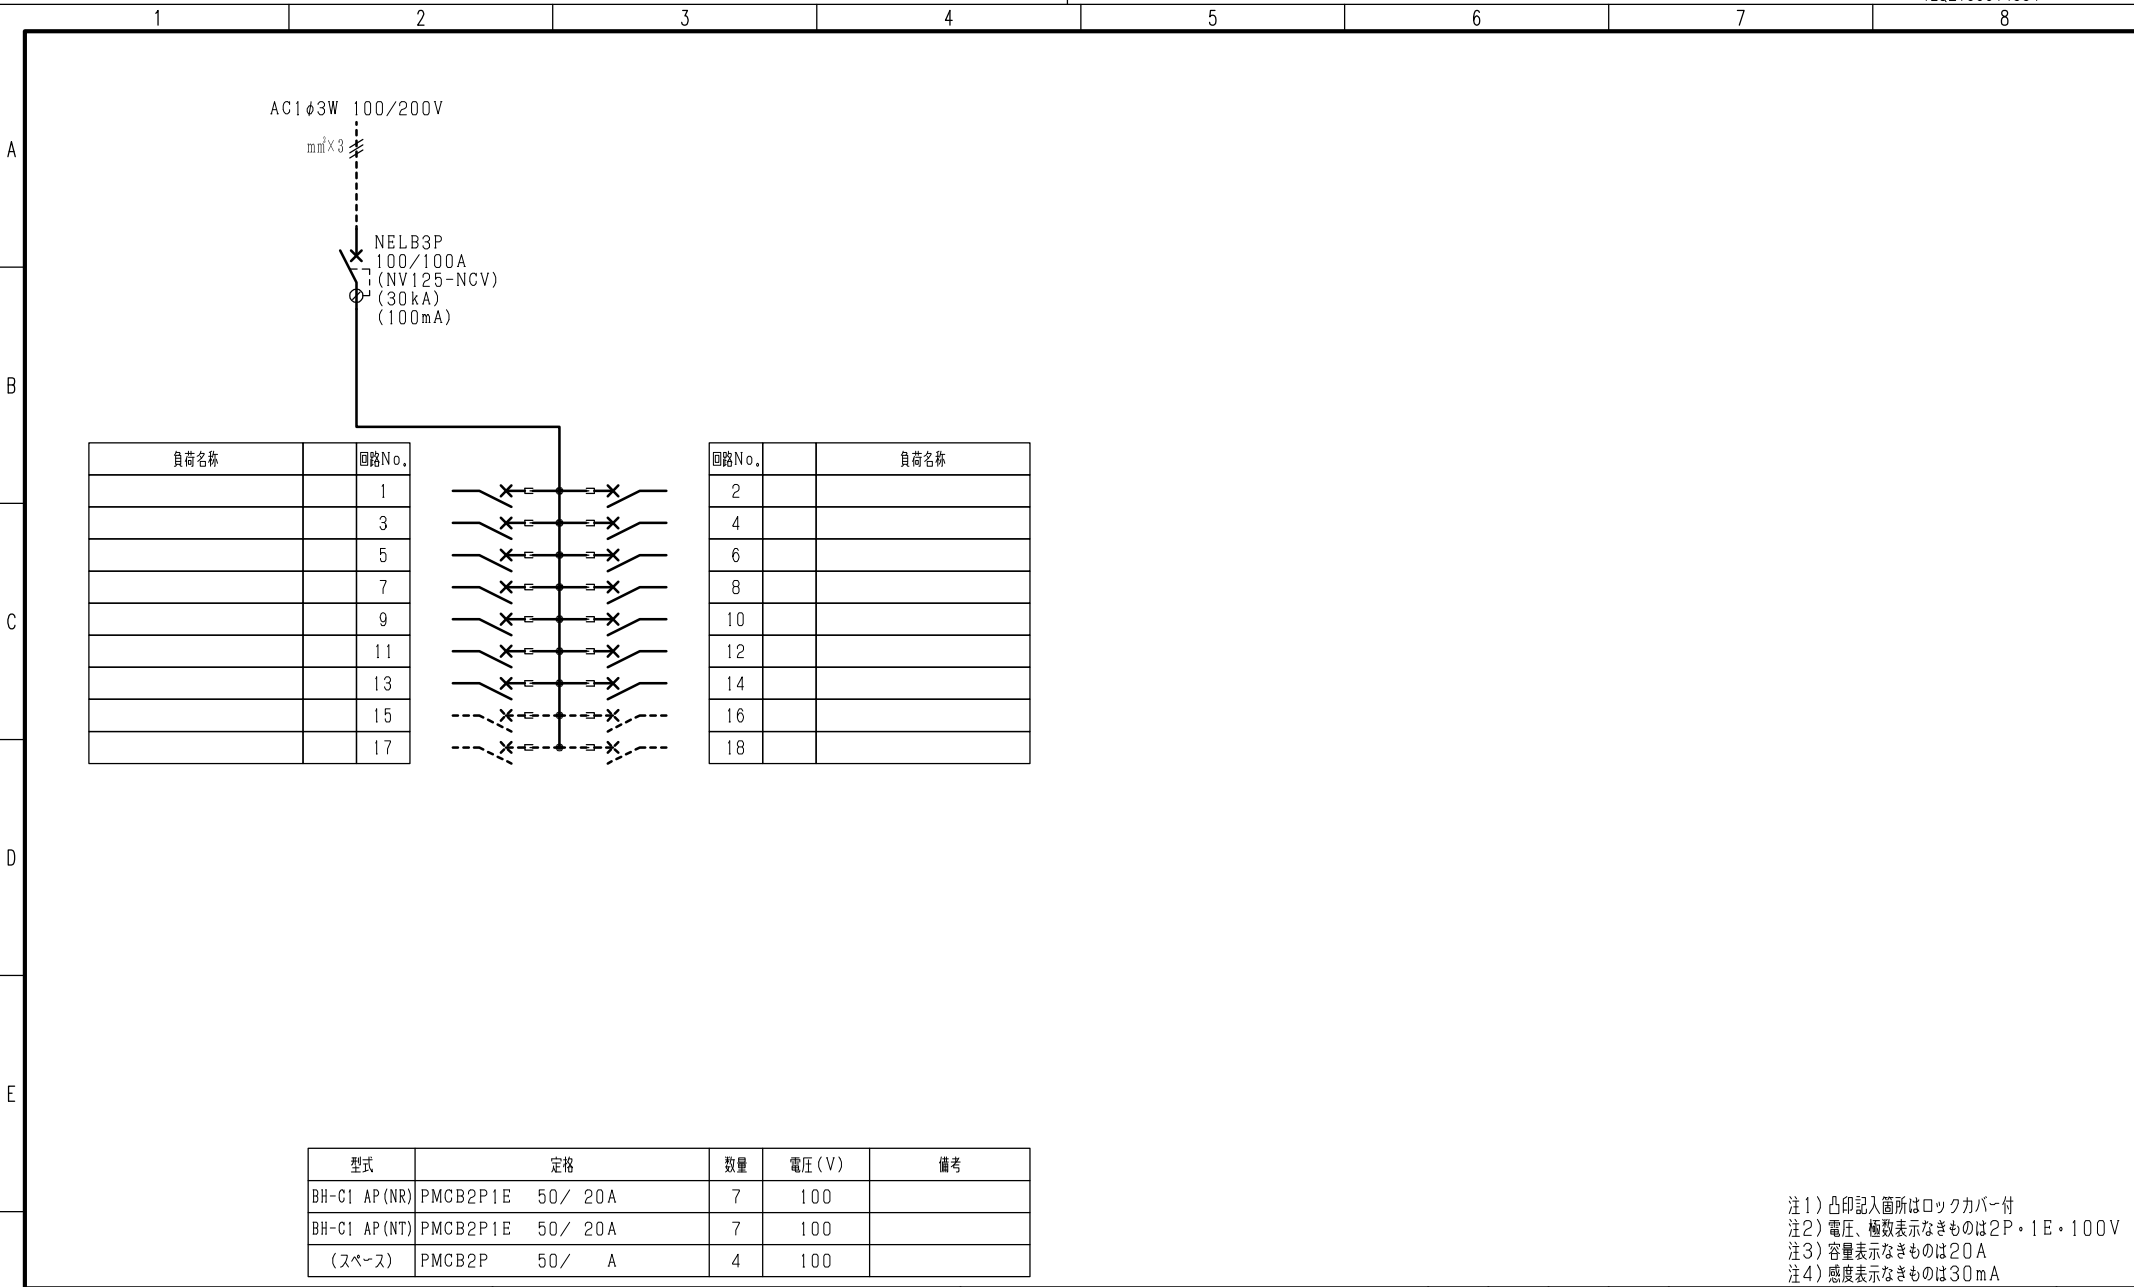 1 2 3 4 5 6 7 8
AC1φ3W 100/200V
A
mm²×3
NELB3P
100/100A
(NV125-NCV)
(30kA)
(100mA)
B
負荷名称 回路No. 回路No. 負荷名称
1 2
3 4
5 6
7 8
C
9 10
11 12
13 14
15 16
17 18
D
E
型式 定格 数量 電圧(V) 備考
BH-C1 AP(NR) PMCB2P1E 50/ 20A 7 100
BH-C1 AP(NT) PMCB2P1E 50/ 20A 7 100
(スペース) PMCB2P 50/ A 4 100
注1)凸印記入箇所はロックカバー付
注2)電圧、極数表示なきものは2P・1E・100V
注3)容量表示なきものは20A
注4)感度表示なきものは30mA